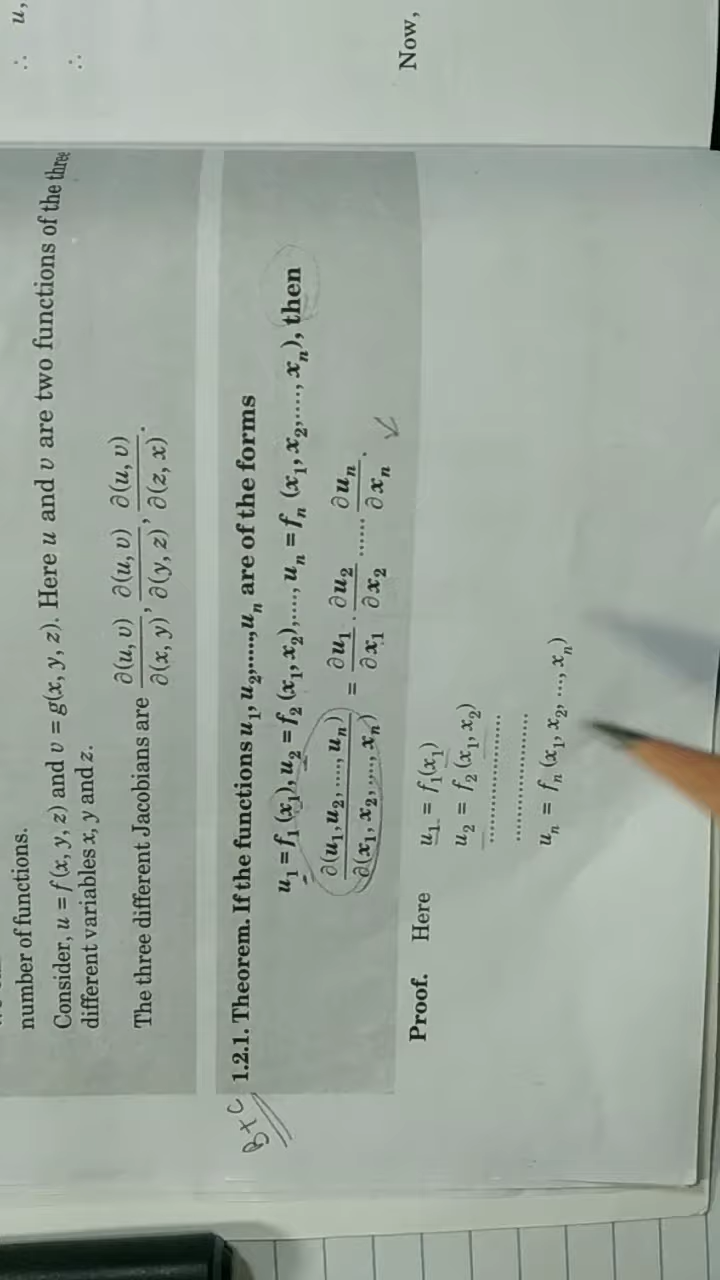 number of functions.
Consider, u = f (x, y, z) and v = g(x, y, z). Here u and v are two functions of the three
different variables x, y and z.
The three different Jacobians are ∂(u, v)/∂(x, y), ∂(u, v)/∂(y, z), ∂(u, v)/∂(z, x).
B+C
1.2.1. Theorem. If the functions u₁, u₂,....,uₙ are of the forms
u₁ = f₁ (x₁), u₂ = f₂ (x₁, x₂),...., uₙ = fₙ (x₁, x₂,...., xₙ), then
∂(u₁, u₂, ...., uₙ)/∂(x₁, x₂, ...., xₙ) = ∂u₁/∂x₁ . ∂u₂/∂x₂ ...... ∂uₙ/∂xₙ.
Proof. Here u₁ = f₁(x₁)
u₂ = f₂ (x₁, x₂)
....................
....................
uₙ = fₙ (x₁, x₂, ..., xₙ)
∴ u,
∴
Now,